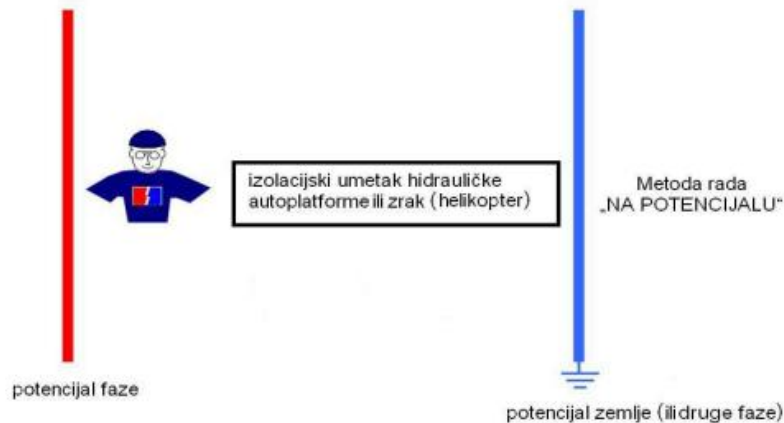 izolacijski umetak hidrauličke
autoplatforme ili zrak (helikopter)
Metoda rada
„NA POTENCIJALU“
potencijal faze
potencijal zemlje (ili druge faze)